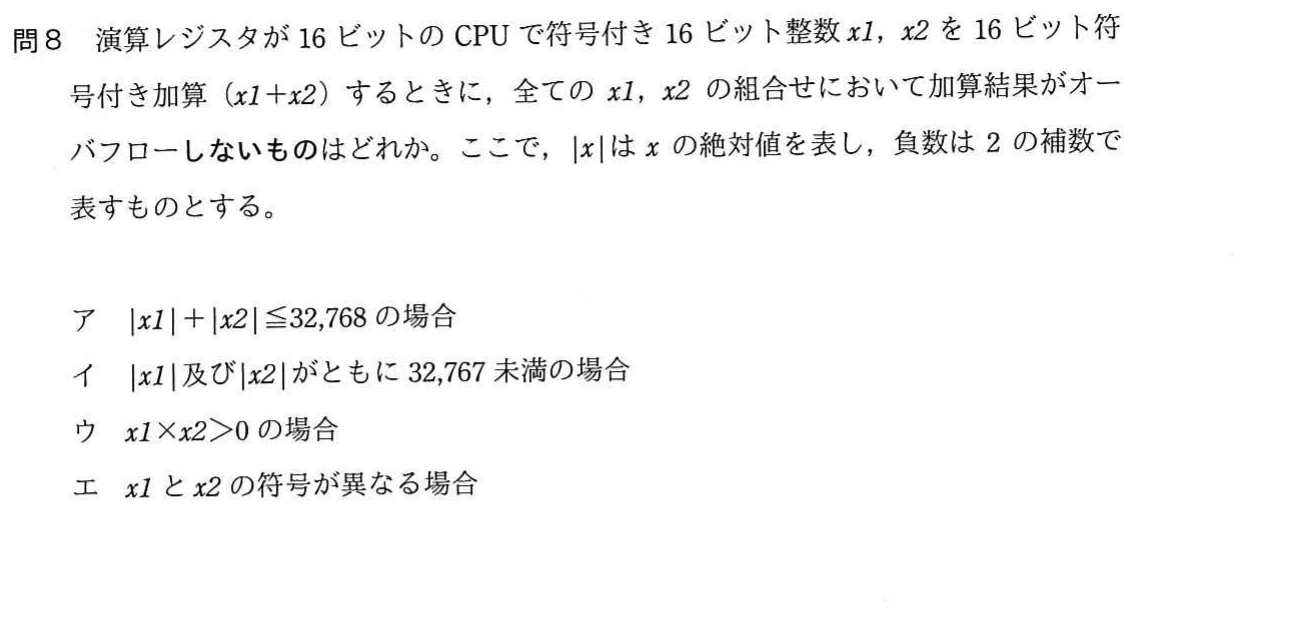 問8 演算レジスタが 16 ビットの CPU で符号付き 16 ビット整数 x1，x2 を 16 ビット符
号付き加算（x1＋x2）するときに，全ての x1，x2 の組合せにおいて加算結果がオー
バフローしないものはどれか。ここで，|x|は x の絶対値を表し，負数は 2 の補数で
表すものとする。
ア |x1|＋|x2|≦32,768 の場合
イ |x1|及び|x2|がともに 32,767 未満の場合
ウ x1×x2＞0 の場合
エ x1 と x2 の符号が異なる場合